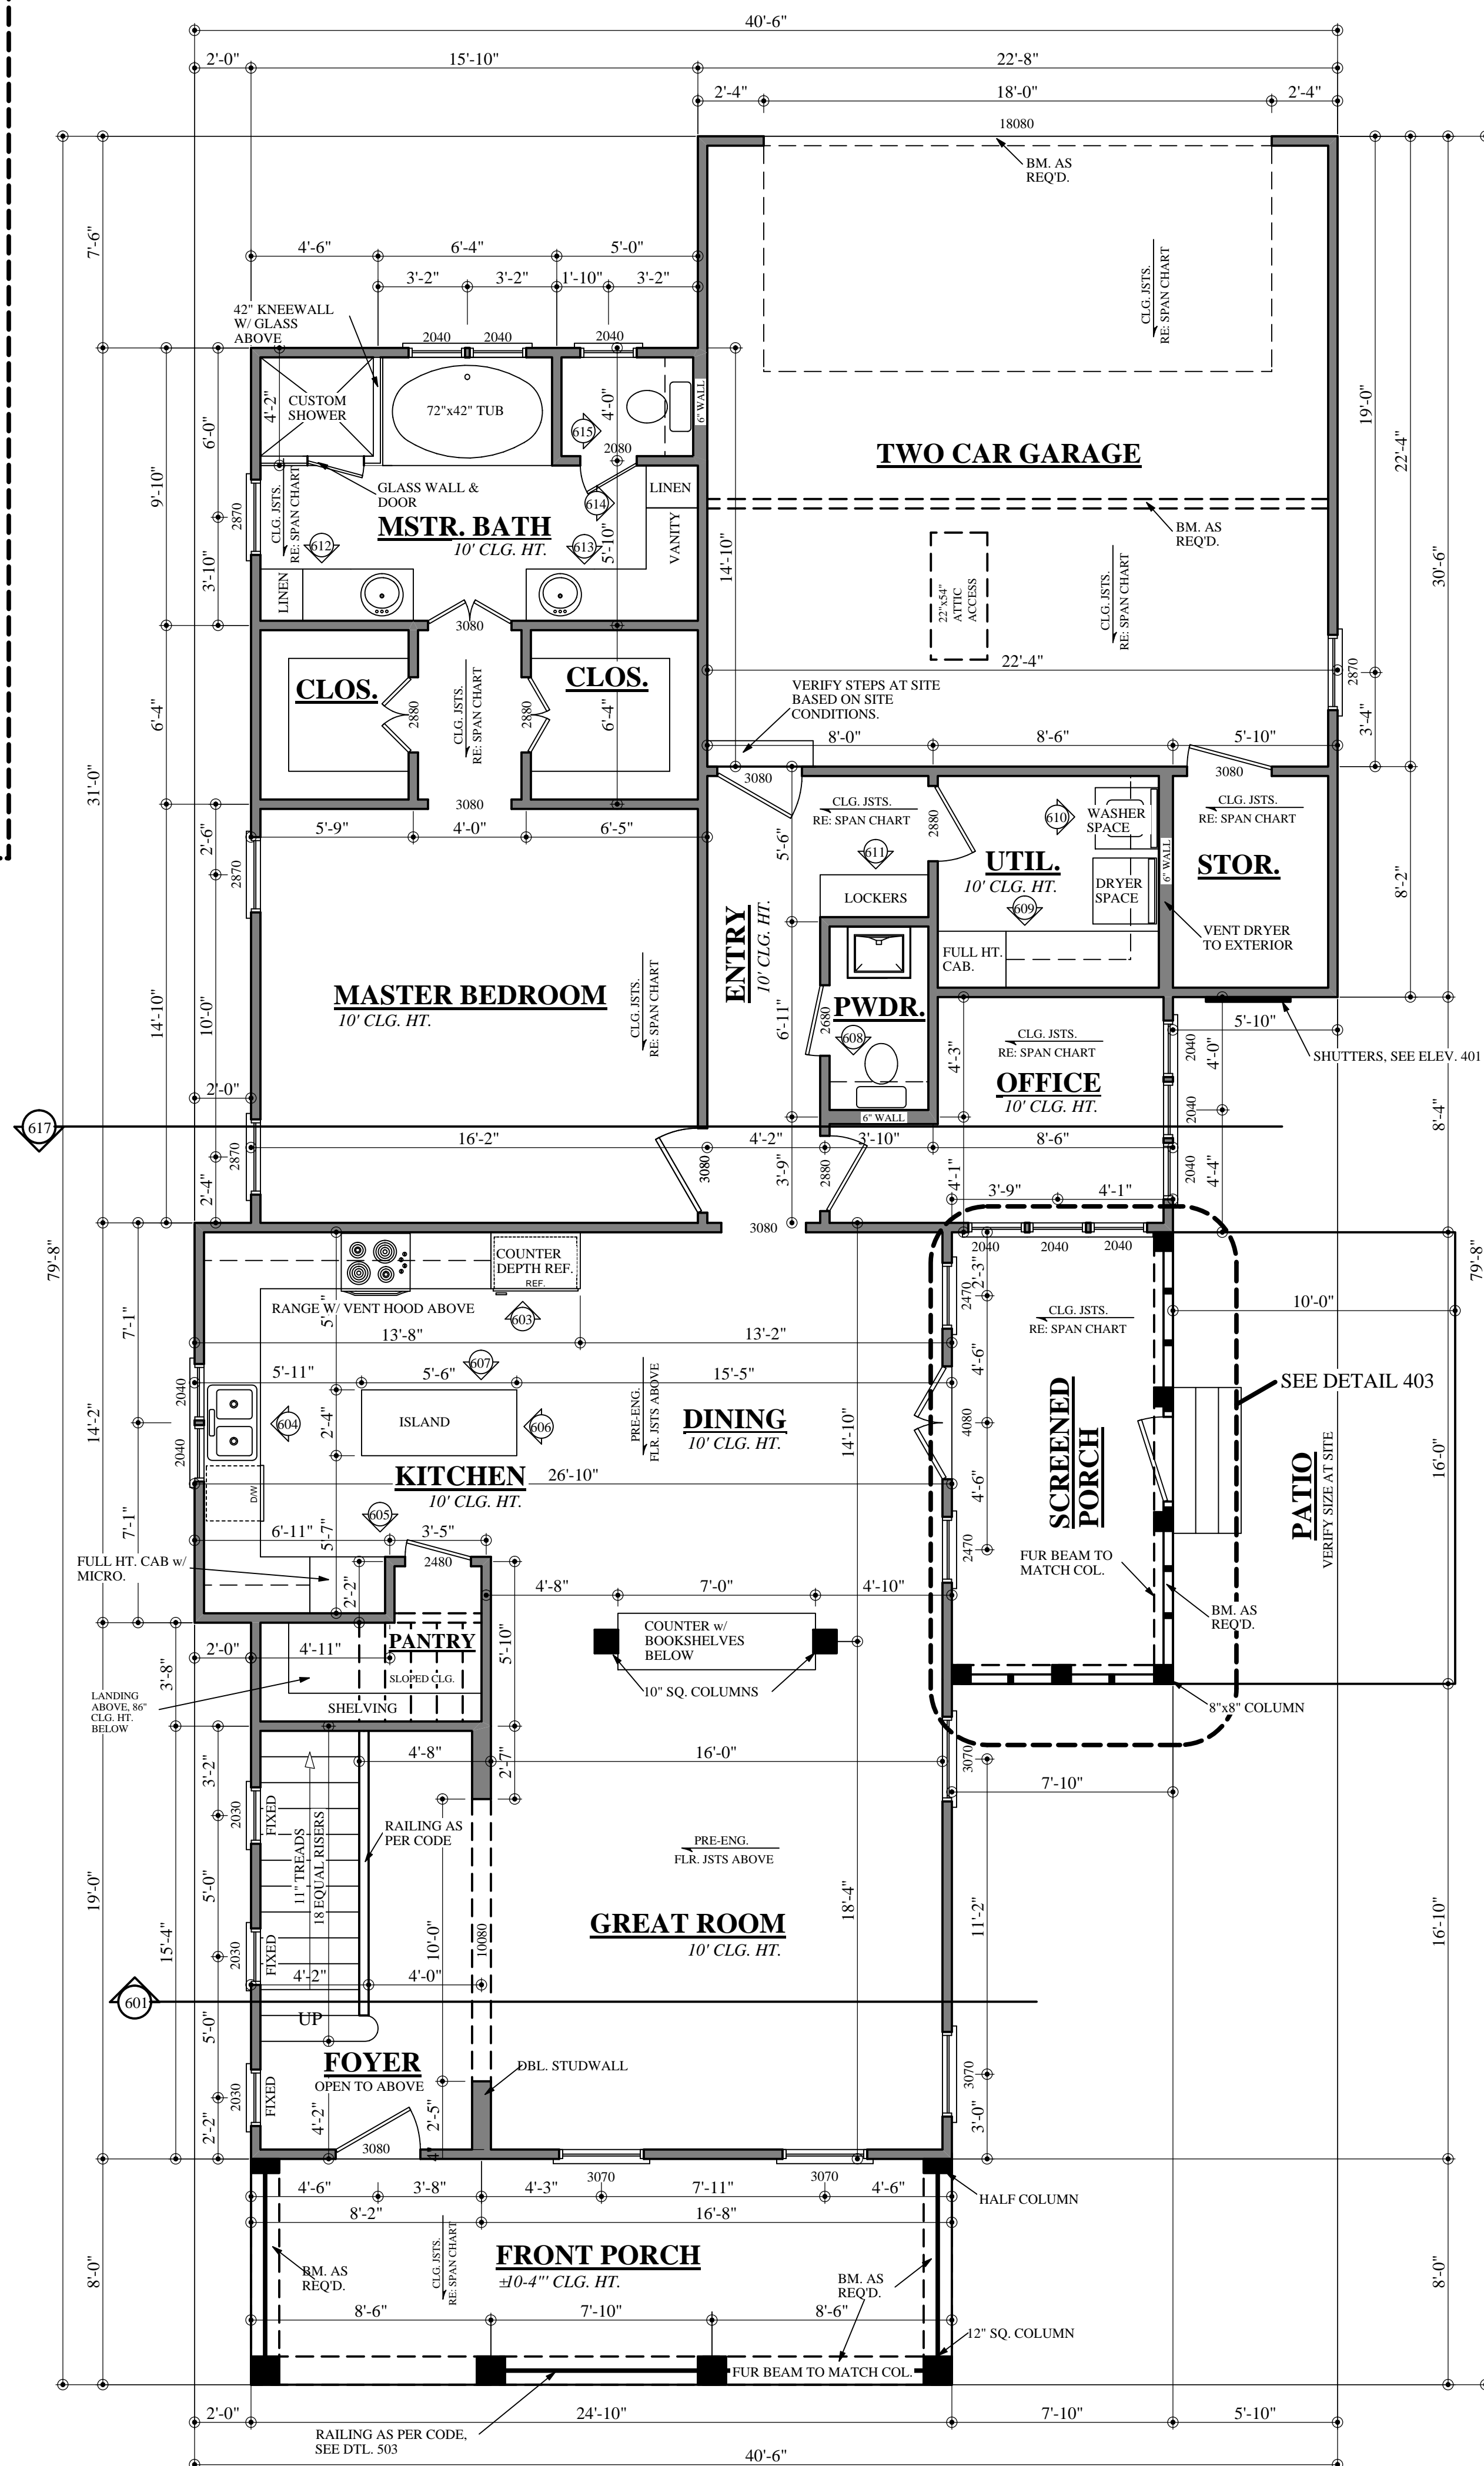 40'-6"
2'-0"
15'-10"
22'-8"
2'-4"
18'-0"
2'-4"
18080
BM. AS
REQ'D.
7'-6"
4'-6"
6'-4"
5'-0"
3'-2"
3'-2"
1'-10"
3'-2"
CLG. JSTS.
RE: SPAN CHART
42" KNEEWALL
W/ GLASS
ABOVE
2040
2040
2040
CUSTOM
SHOWER
4'-2"
72"x42" TUB
4'-0"
6" WALL
615
2080
6'-0"
9'-10"
19'-0"
22'-4"
TWO CAR GARAGE
GLASS WALL &
DOOR
LINEN
614
2870
CLG. JSTS.
RE: SPAN CHART
MSTR. BATH
10' CLG. HT.
612
613
5'-10"
VANITY
14'-10"
BM. AS
REQ'D.
30'-6"
3'-10"
LINEN
22"x54"
ATTIC
ACCESS
CLG. JSTS.
RE: SPAN CHART
3080
CLOS.
CLOS.
2880
CLG. JSTS.
RE: SPAN CHART
2880
6'-4"
6'-4"
22'-4"
2870
VERIFY STEPS AT SITE
BASED ON SITE
CONDITIONS.
3'-4"
31'-0"
8'-0"
8'-6"
5'-10"
3080
3080
3080
5'-9"
4'-0"
6'-5"
2'-6"
2870
CLG. JSTS.
RE: SPAN CHART
5'-6"
611
2880
610
WASHER
SPACE
CLG. JSTS.
RE: SPAN CHART
UTIL.
10' CLG. HT.
6" WALL
STOR.
8'-2"
LOCKERS
609
DRYER
SPACE
VENT DRYER
TO EXTERIOR
ENTRY
10' CLG. HT.
FULL HT.
CAB.
MASTER BEDROOM
10' CLG. HT.
CLG. JSTS.
RE: SPAN CHART
14'-10"
10'-0"
6'-11"
PWDR.
2680
608
4'-3"
CLG. JSTS.
RE: SPAN CHART
OFFICE
10' CLG. HT.
2040
4'-0"
5'-10"
SHUTTERS, SEE ELEV. 401
2'-0"
6" WALL
2040
8'-4"
617
16'-2"
4'-2"
3'-10"
8'-6"
2870
2'-4"
3080
3'-9"
2880
4'-1"
2040
4'-4"
3'-9"
4'-1"
3080
79'-8"
79'-8"
COUNTER
DEPTH REF.
REF.
2040
2040
2040
2'-3"
2470
RANGE W/ VENT HOOD ABOVE
603
CLG. JSTS.
RE: SPAN CHART
10'-0"
7'-1"
13'-8"
13'-2"
4'-6"
607
5'-11"
5'-6"
15'-5"
SEE DETAIL 403
2040
604
2'-4"
ISLAND
606
PRE-ENG.
FLR. JSTS ABOVE
DINING
10' CLG. HT.
14'-10"
4080
SCREENED
PORCH
14'-2"
2040
KITCHEN
10' CLG. HT.
26'-10"
4'-6"
PATIO
VERIFY SIZE AT SITE
16'-0"
D/W
605
7'-1"
6'-11"
5'-7"
3'-5"
2480
2470
FULL HT. CAB w/
MICRO.
2'-2"
4'-8"
7'-0"
4'-10"
FUR BEAM TO
MATCH COL.
BM. AS
REQ'D.
COUNTER w/
BOOKSHELVES
BELOW
PANTRY
2'-0"
4'-11"
5'-10"
3'-8"
SLOPED CLG.
10" SQ. COLUMNS
LANDING
ABOVE, 86"
CLG. HT.
BELOW
SHELVING
8"x8" COLUMN
4'-8"
2'-7"
16'-0"
3070
7'-10"
3'-2"
2030
FIXED
RAILING AS
PER CODE
11" TREADS
18 EQUAL RISERS
PRE-ENG.
FLR. JSTS ABOVE
19'-0"
5'-0"
18'-4"
11'-2"
16'-10"
GREAT ROOM
10' CLG. HT.
15'-4"
2030
FIXED
10'-0"
10080
4'-2"
4'-0"
601
UP
5'-0"
FOYER
OPEN TO ABOVE
DBL. STUDWALL
2030
FIXED
3070
2'-2"
4'-2"
2'-5"
3'-0"
3080
4"
3070
3070
4'-6"
3'-8"
4'-3"
7'-11"
4'-6"
HALF COLUMN
8'-2"
16'-8"
CLG. JSTS.
RE: SPAN CHART
FRONT PORCH
±10-4"' CLG. HT.
BM. AS
REQ'D.
BM. AS
REQ'D.
8'-0"
8'-0"
8'-6"
7'-10"
8'-6"
12" SQ. COLUMN
FUR BEAM TO MATCH COL.
2'-0"
24'-10"
7'-10"
5'-10"
RAILING AS PER CODE,
SEE DTL. 503
40'-6"